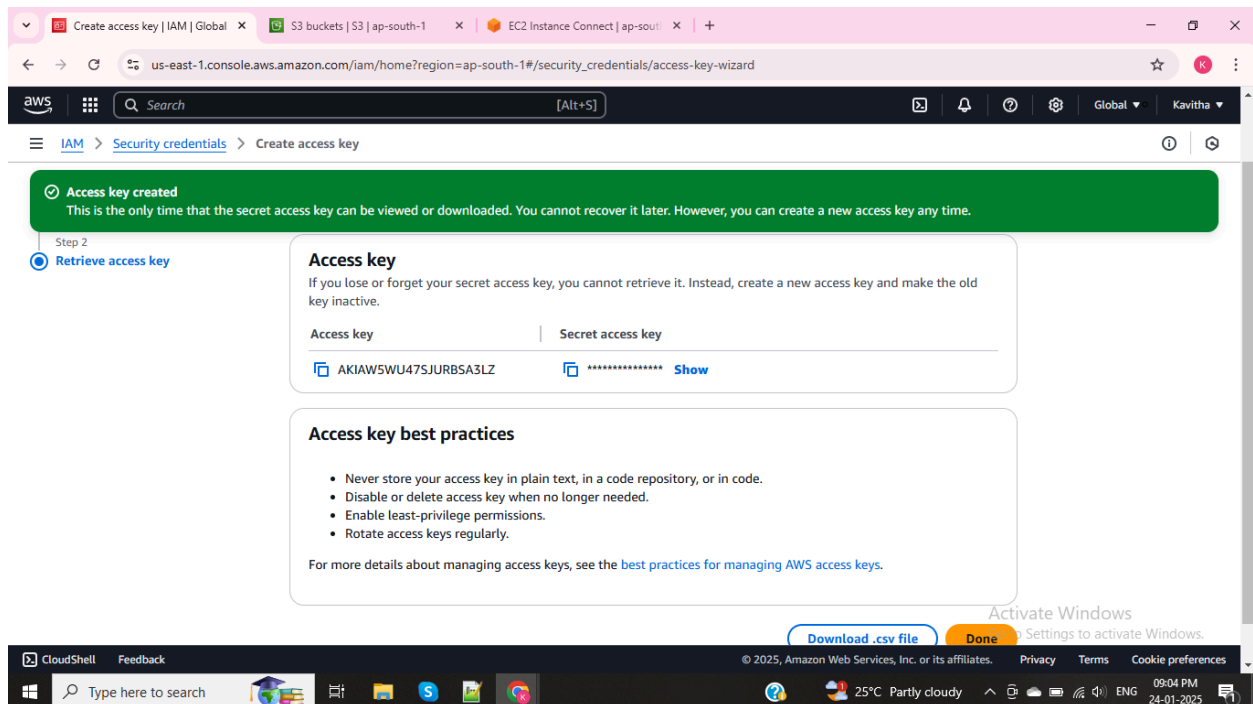 Create access key | IAM | Global
S3 buckets | S3 | ap-south-1
EC2 Instance Connect | ap-sout
us-east-1.console.aws.amazon.com/iam/home?region=ap-south-1#/security_credentials/access-key-wizard
K
aws
Search
[Alt+S]
Global
Kavitha
IAM > Security credentials > Create access key
Access key created
This is the only time that the secret access key can be viewed or downloaded. You cannot recover it later. However, you can create a new access key any time.
Step 2
Retrieve access key
Access key
If you lose or forget your secret access key, you cannot retrieve it. Instead, create a new access key and make the old
key inactive.
Access key
Secret access key
AKIAW5WU47SJURBSA3LZ
*************** Show
Access key best practices
• Never store your access key in plain text, in a code repository, or in code.
• Disable or delete access key when no longer needed.
• Enable least-privilege permissions.
• Rotate access keys regularly.
For more details about managing access keys, see the best practices for managing AWS access keys.
Activate Windows
Download .csv file
Done
Settings to activate Windows.
CloudShell Feedback
© 2025, Amazon Web Services, Inc. or its affiliates. Privacy Terms Cookie preferences
Type here to search
25°C Partly cloudy
ENG
09:04 PM
24-01-2025